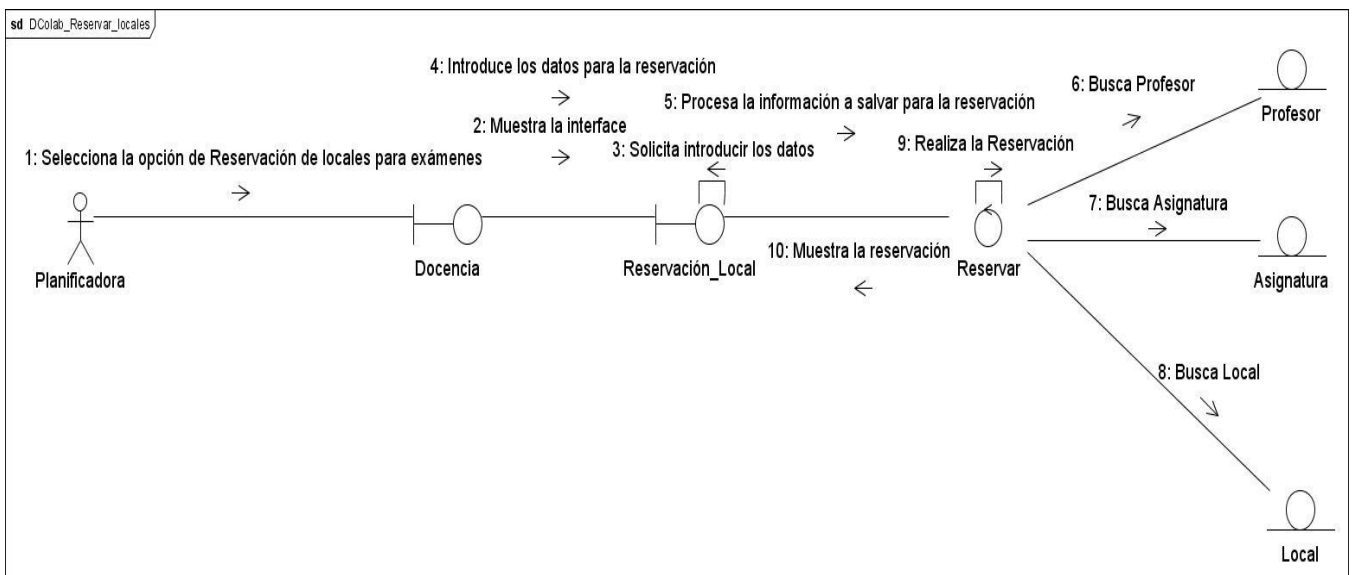 sd DColab_Reservar_locales
4: Introduce los datos para la reservación
6: Busca Profesor
5: Procesa la información a salvar para la reservación
Profesor
2: Muestra la interface
9: Realiza la Reservación
3: Solicita introducir los datos
1: Selecciona la opción de Reservación de locales para exámenes
7: Busca Asignatura
10: Muestra la reservación
Planificadora
Docencia
Reservación_Local
Reservar
Asignatura
8: Busca Local
Local